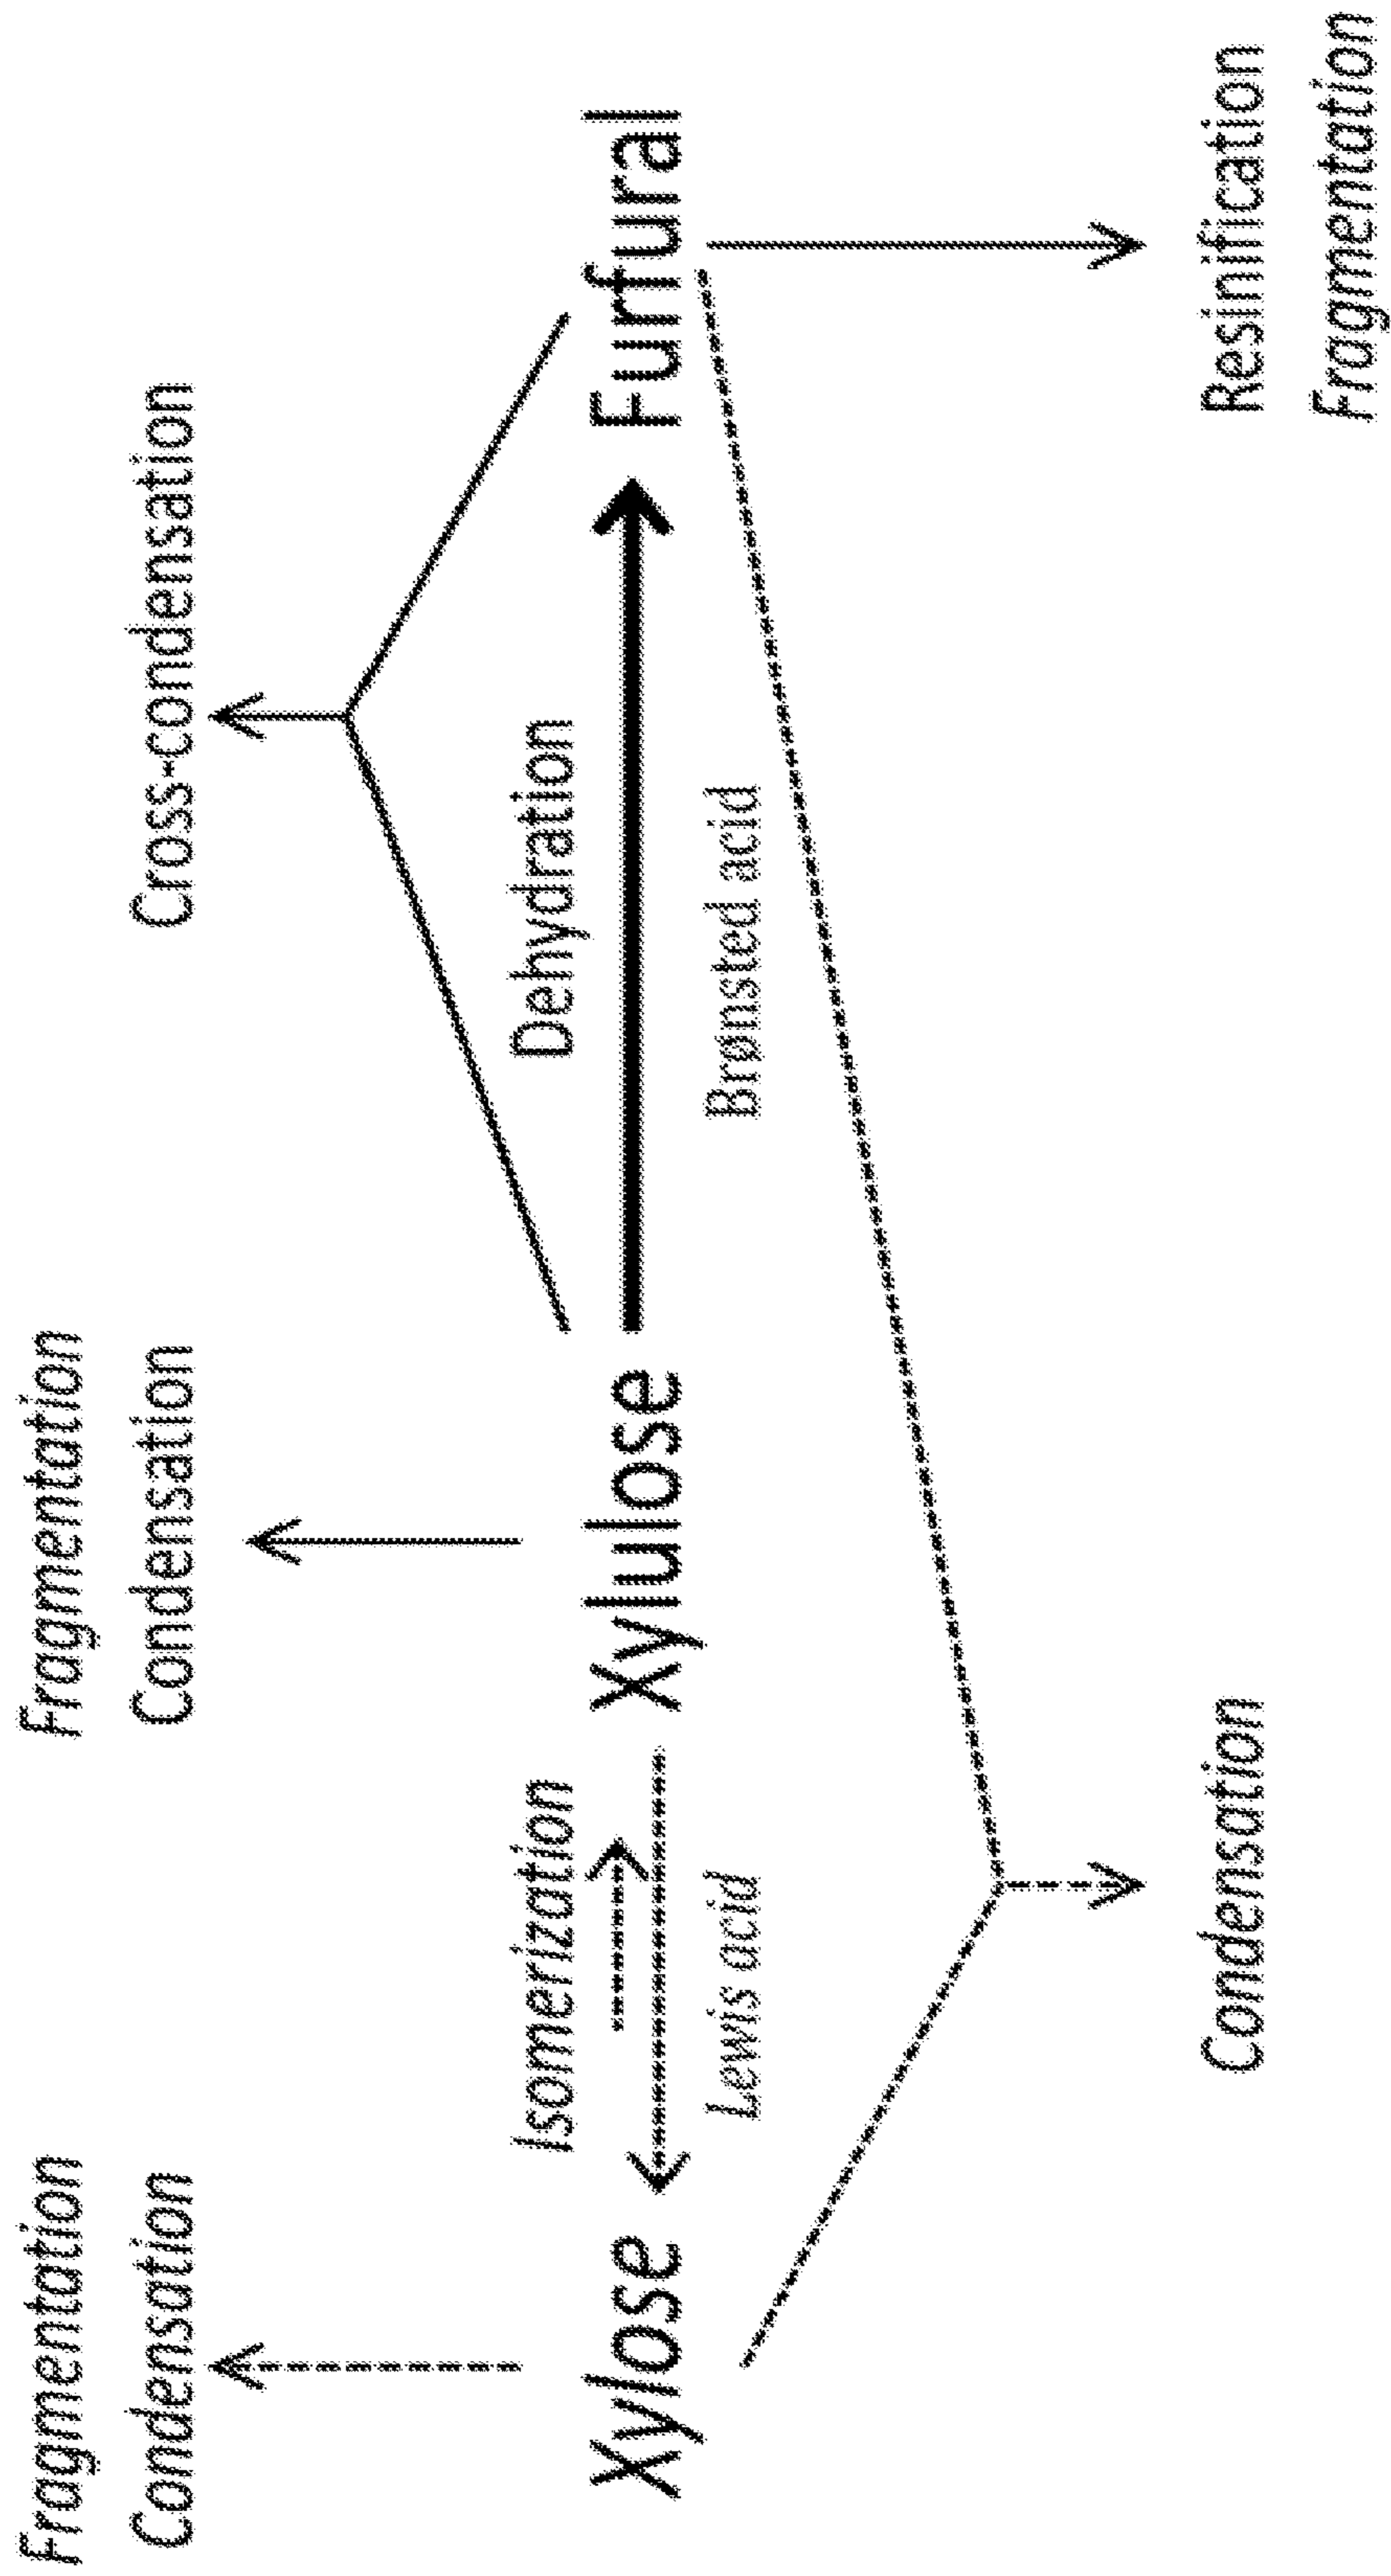 Fragmentation
Condensation
Fragmentation
Condensation
Cross-condensation
Isomerization
Dehydration
Xylose
Xylulose
Furfural
Lewis acid
Brønsted acid
Condensation
Resinification
Fragmentation